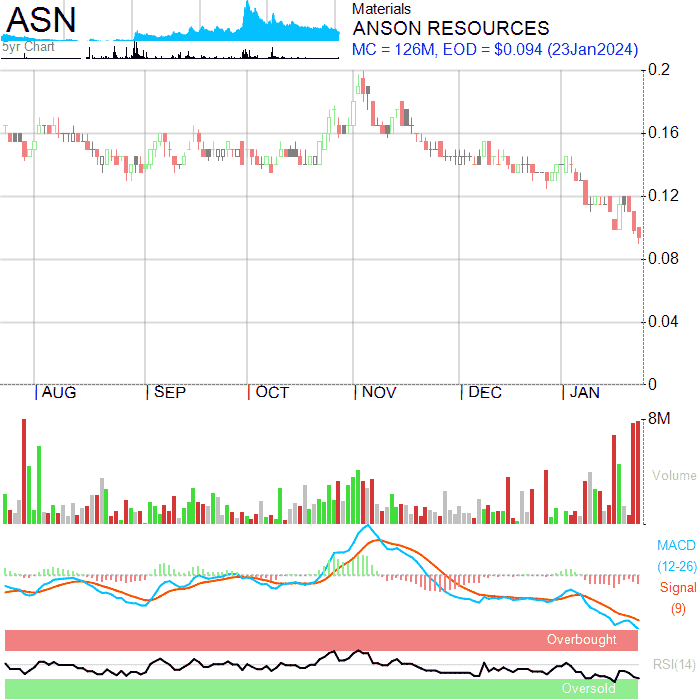 ASN
5yr Chart
Materials
ANSON RESOURCES
MC = 126M, EOD = $0.094 (23Jan2024)
0.2
0.16
0.12
0.08
0.04
0
AUG SEP OCT NOV DEC JAN
8M
Volume
MACD
(12-26)
Signal
(9)
Overbought
RSI(14)
Oversold